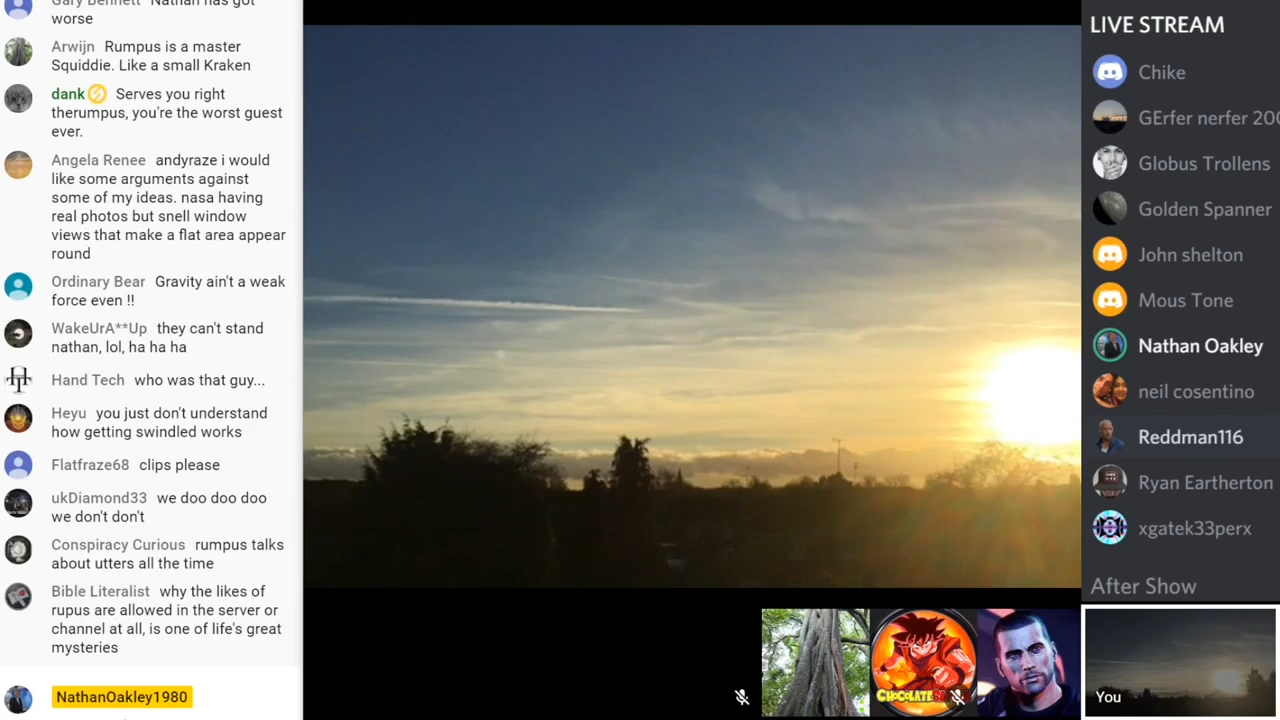 Gary Bennett Nathan has got
worse
Arwijn Rumpus is a master
Squiddie. Like a small Kraken
dank Serves you right
therumpus, you're the worst guest
ever.
Angela Renee andyraze i would
like some arguments against
some of my ideas. nasa having
real photos but snell window
views that make a flat area appear
round
Ordinary Bear Gravity ain't a weak
force even !!
WakeUrA**Up they can't stand
nathan, lol, ha ha ha
Hand Tech who was that guy...
Heyu you just don't understand
how getting swindled works
Flatfraze68 clips please
ukDiamond33 we doo doo doo
we don't don't
Conspiracy Curious rumpus talks
about utters all the time
Bible Literalist why the likes of
rupus are allowed in the server or
channel at all, is one of life's great
mysteries
NathanOakley1980
LIVE STREAM
Chike
GErfer nerfer 200
Globus Trollens
Golden Spanner
John shelton
Mous Tone
Nathan Oakley
neil cosentino
Reddman116
Ryan Eartherton
xgatek33perx
After Show
You